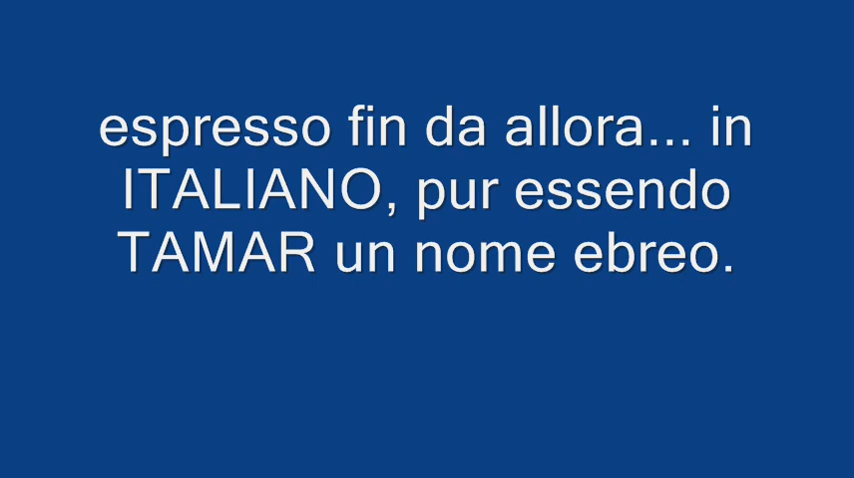 espresso fin da allora... in
ITALIANO, pur essendo
TAMAR un nome ebreo.